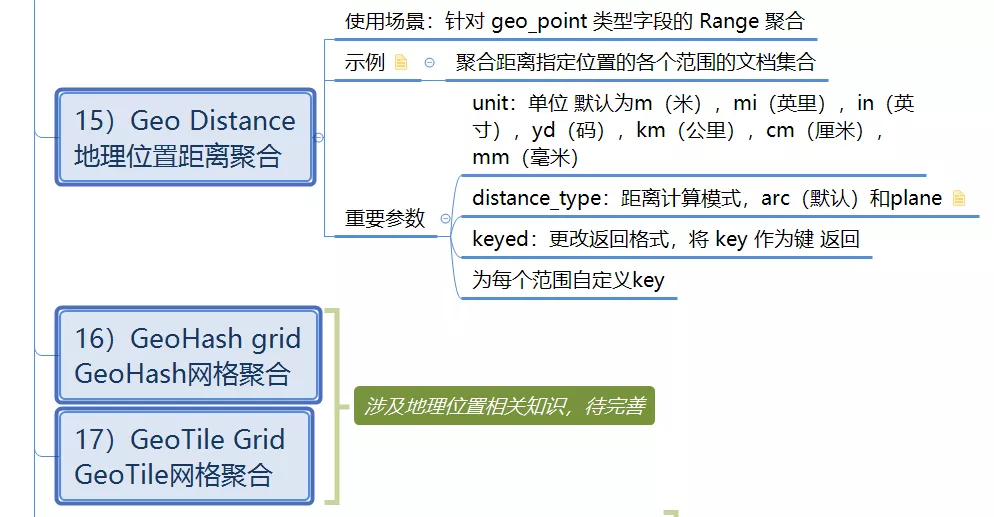 使用场景：针对 geo_point 类型字段的 Range 聚合
示例
聚合距离指定位置的各个范围的文档集合
15）Geo Distance
地理位置距离聚合
unit：单位 默认为m（米），mi（英里），in（英
寸），yd（码），km（公里），cm（厘米），
mm（毫米）
重要参数
distance_type：距离计算模式，arc（默认）和plane
keyed：更改返回格式，将 key 作为键 返回
为每个范围自定义key
16）GeoHash grid
GeoHash网格聚合
涉及地理位置相关知识，待完善
17）GeoTile Grid
GeoTile网格聚合